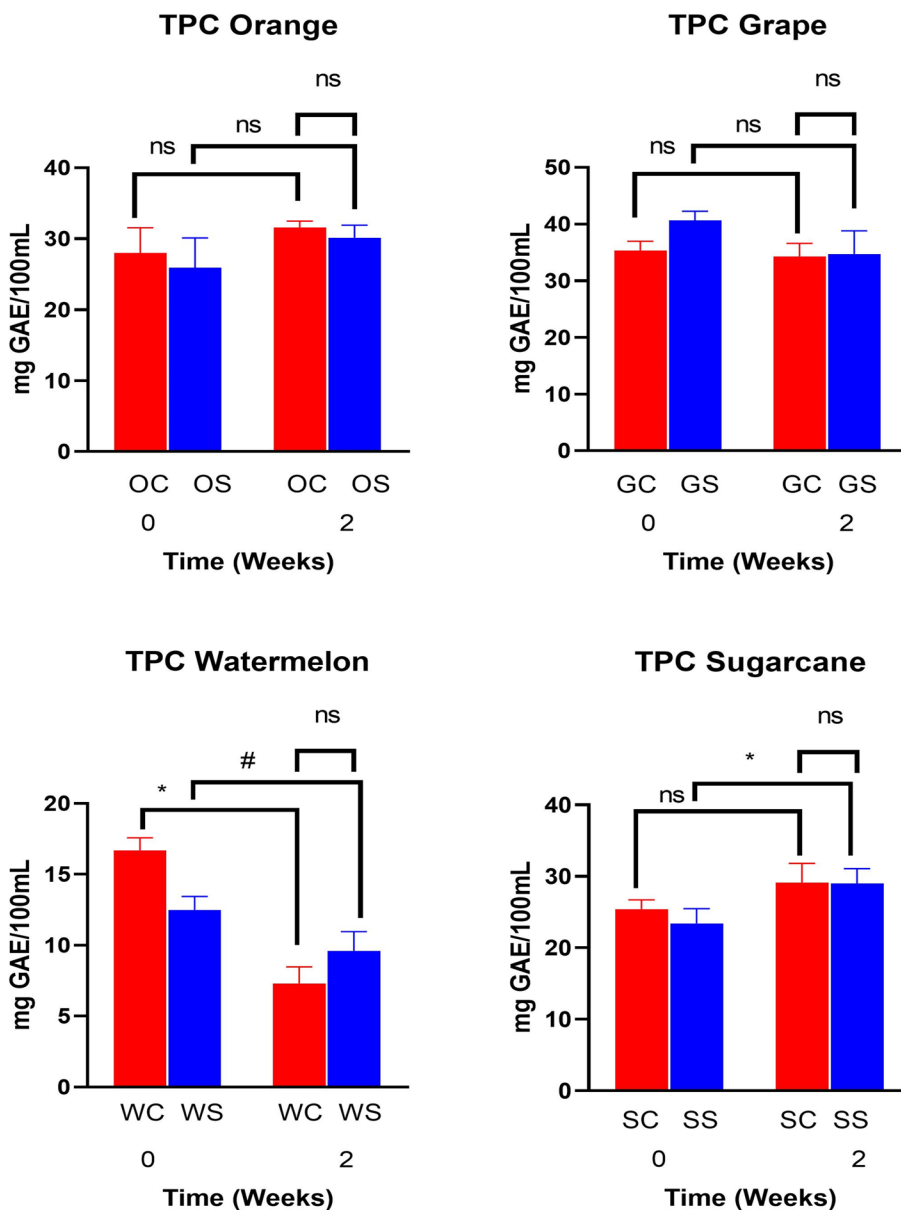 TPC Orange
ns
ns
ns
mg GAE/100mL
40
30
20
10
0
OC OS OC OS
0 2
Time (Weeks)
TPC Grape
ns
ns
ns
mg GAE/100mL
50
40
30
20
10
0
GC GS GC GS
0 2
Time (Weeks)
TPC Watermelon
ns
#
*
mg GAE/100mL
20
15
10
5
0
WC WS WC WS
0 2
Time (Weeks)
TPC Sugarcane
ns
*
ns
mg GAE/100mL
40
30
20
10
0
SC SS SC SS
0 2
Time (Weeks)